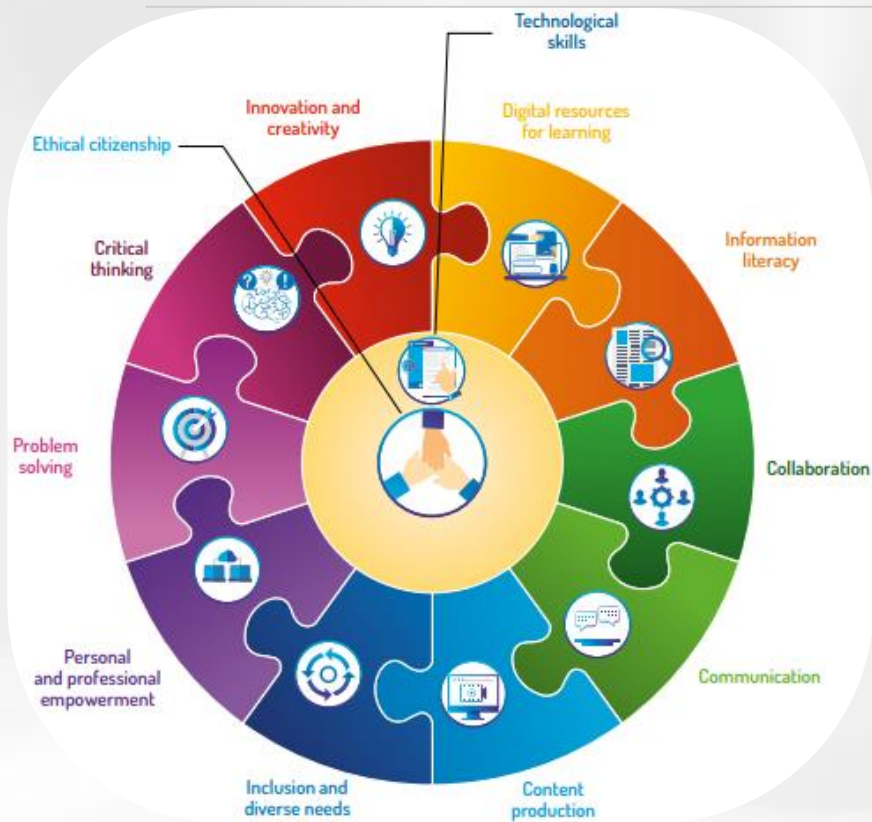 Technological
skills
Innovation and
creativity
Digital resources
for learning
Ethical citizenship
Information
literacy
Critical
thinking
? !
Problem
solving
Collaboration
Personal
and professional
empowerment
Communication
Inclusion and
diverse needs
Content
production